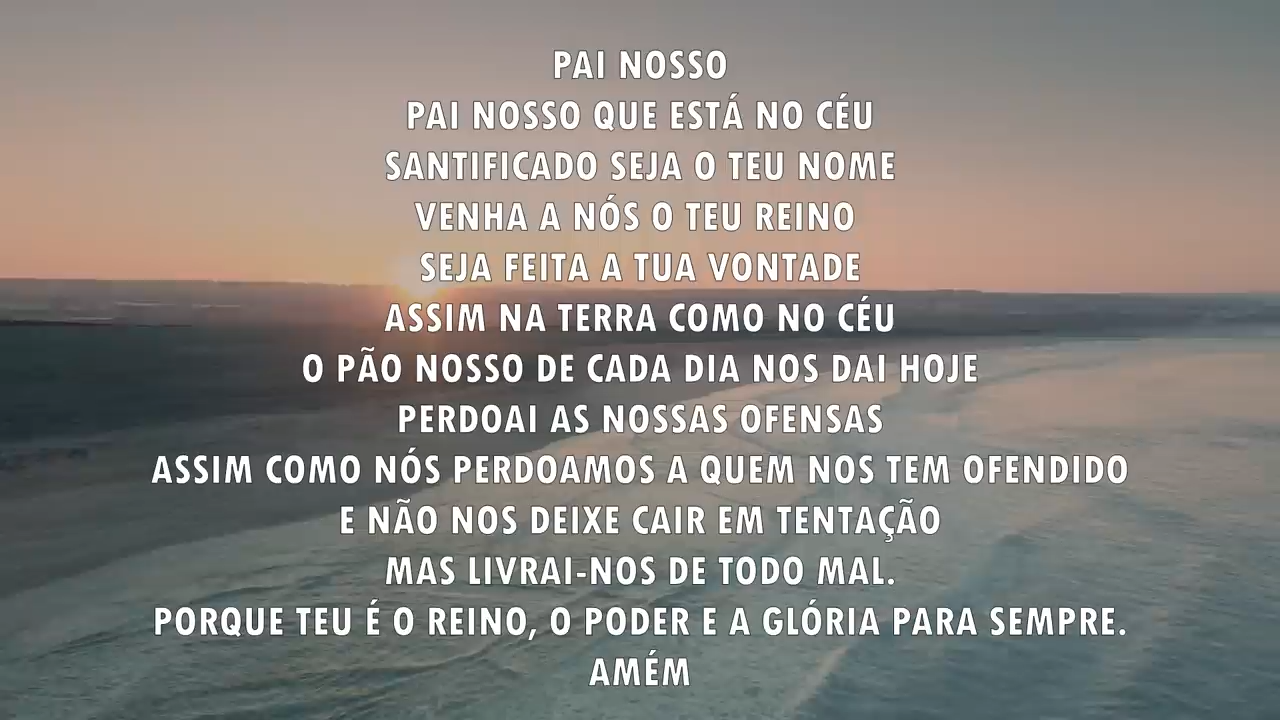 PAI NOSSO
PAI NOSSO QUE ESTÁ NO CÉU
SANTIFICADO SEJA O TEU NOME
VENHA A NÓS O TEU REINO
SEJA FEITA A TUA VONTADE
ASSIM NA TERRA COMO NO CÉU
O PÃO NOSSO DE CADA DIA NOS DAI HOJE
PERDOAI AS NOSSAS OFENSAS
ASSIM COMO NÓS PERDOAMOS A QUEM NOS TEM OFENDIDO
E NÃO NOS DEIXE CAIR EM TENTAÇÃO
MAS LIVRAI-NOS DE TODO MAL.
PORQUE TEU É O REINO, O PODER E A GLÓRIA PARA SEMPRE.
AMÉM